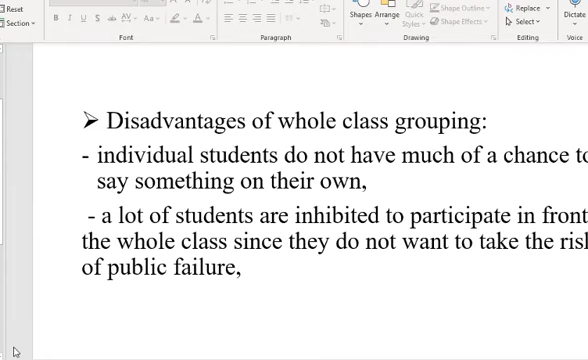 Reset
Section
B I U S ab AV Aa A
Font
Paragraph
Shapes Arrange Quick Styles
Shape Outline
Shape Effects
Drawing
Replace
Select
Editing
Dictate
Voice
➢ Disadvantages of whole class grouping:
- individual students do not have much of a chance to
say something on their own,
- a lot of students are inhibited to participate in front
the whole class since they do not want to take the risk
of public failure,